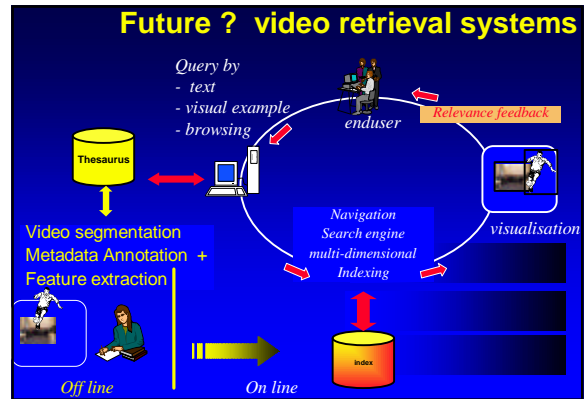 Future ? video retrieval systems
Query by
- text
- visual example
- browsing
enduser
Relevance feedback
Thesaurus
Navigation
Search engine
multi-dimensional
Indexing
visualisation
Video segmentation
Metadata Annotation +
Feature extraction
index
Off line
On line